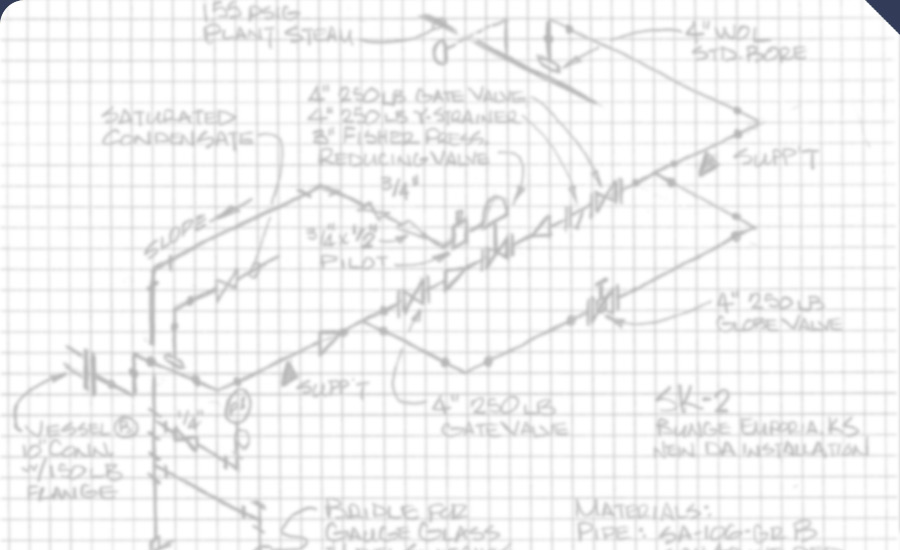 155 PSIG
PLANT STEAM
4" WOL
STD. BORE
4" 250 LB GATE VALVE
4" 250 LB Y-STRAINER
3" FISHER PRESS.
REDUCING VALVE
SATURATED
CONDENSATE
SUPP'T
3/4"
SLOPE
3/4" x 1/2"
PILOT
4" 250 LB
GLOBE VALVE
SUPP'T
4" 250 LB
GATE VALVE
SK-2
BUNGE EMPORIA, KS
NEW DA INSTALLATION
VESSEL
10" CONN.
W/150 LB
FLANGE
1/4"
BRIDLE FOR
GAUGE GLASS
MATERIALS:
PIPE: SA-106-GR B